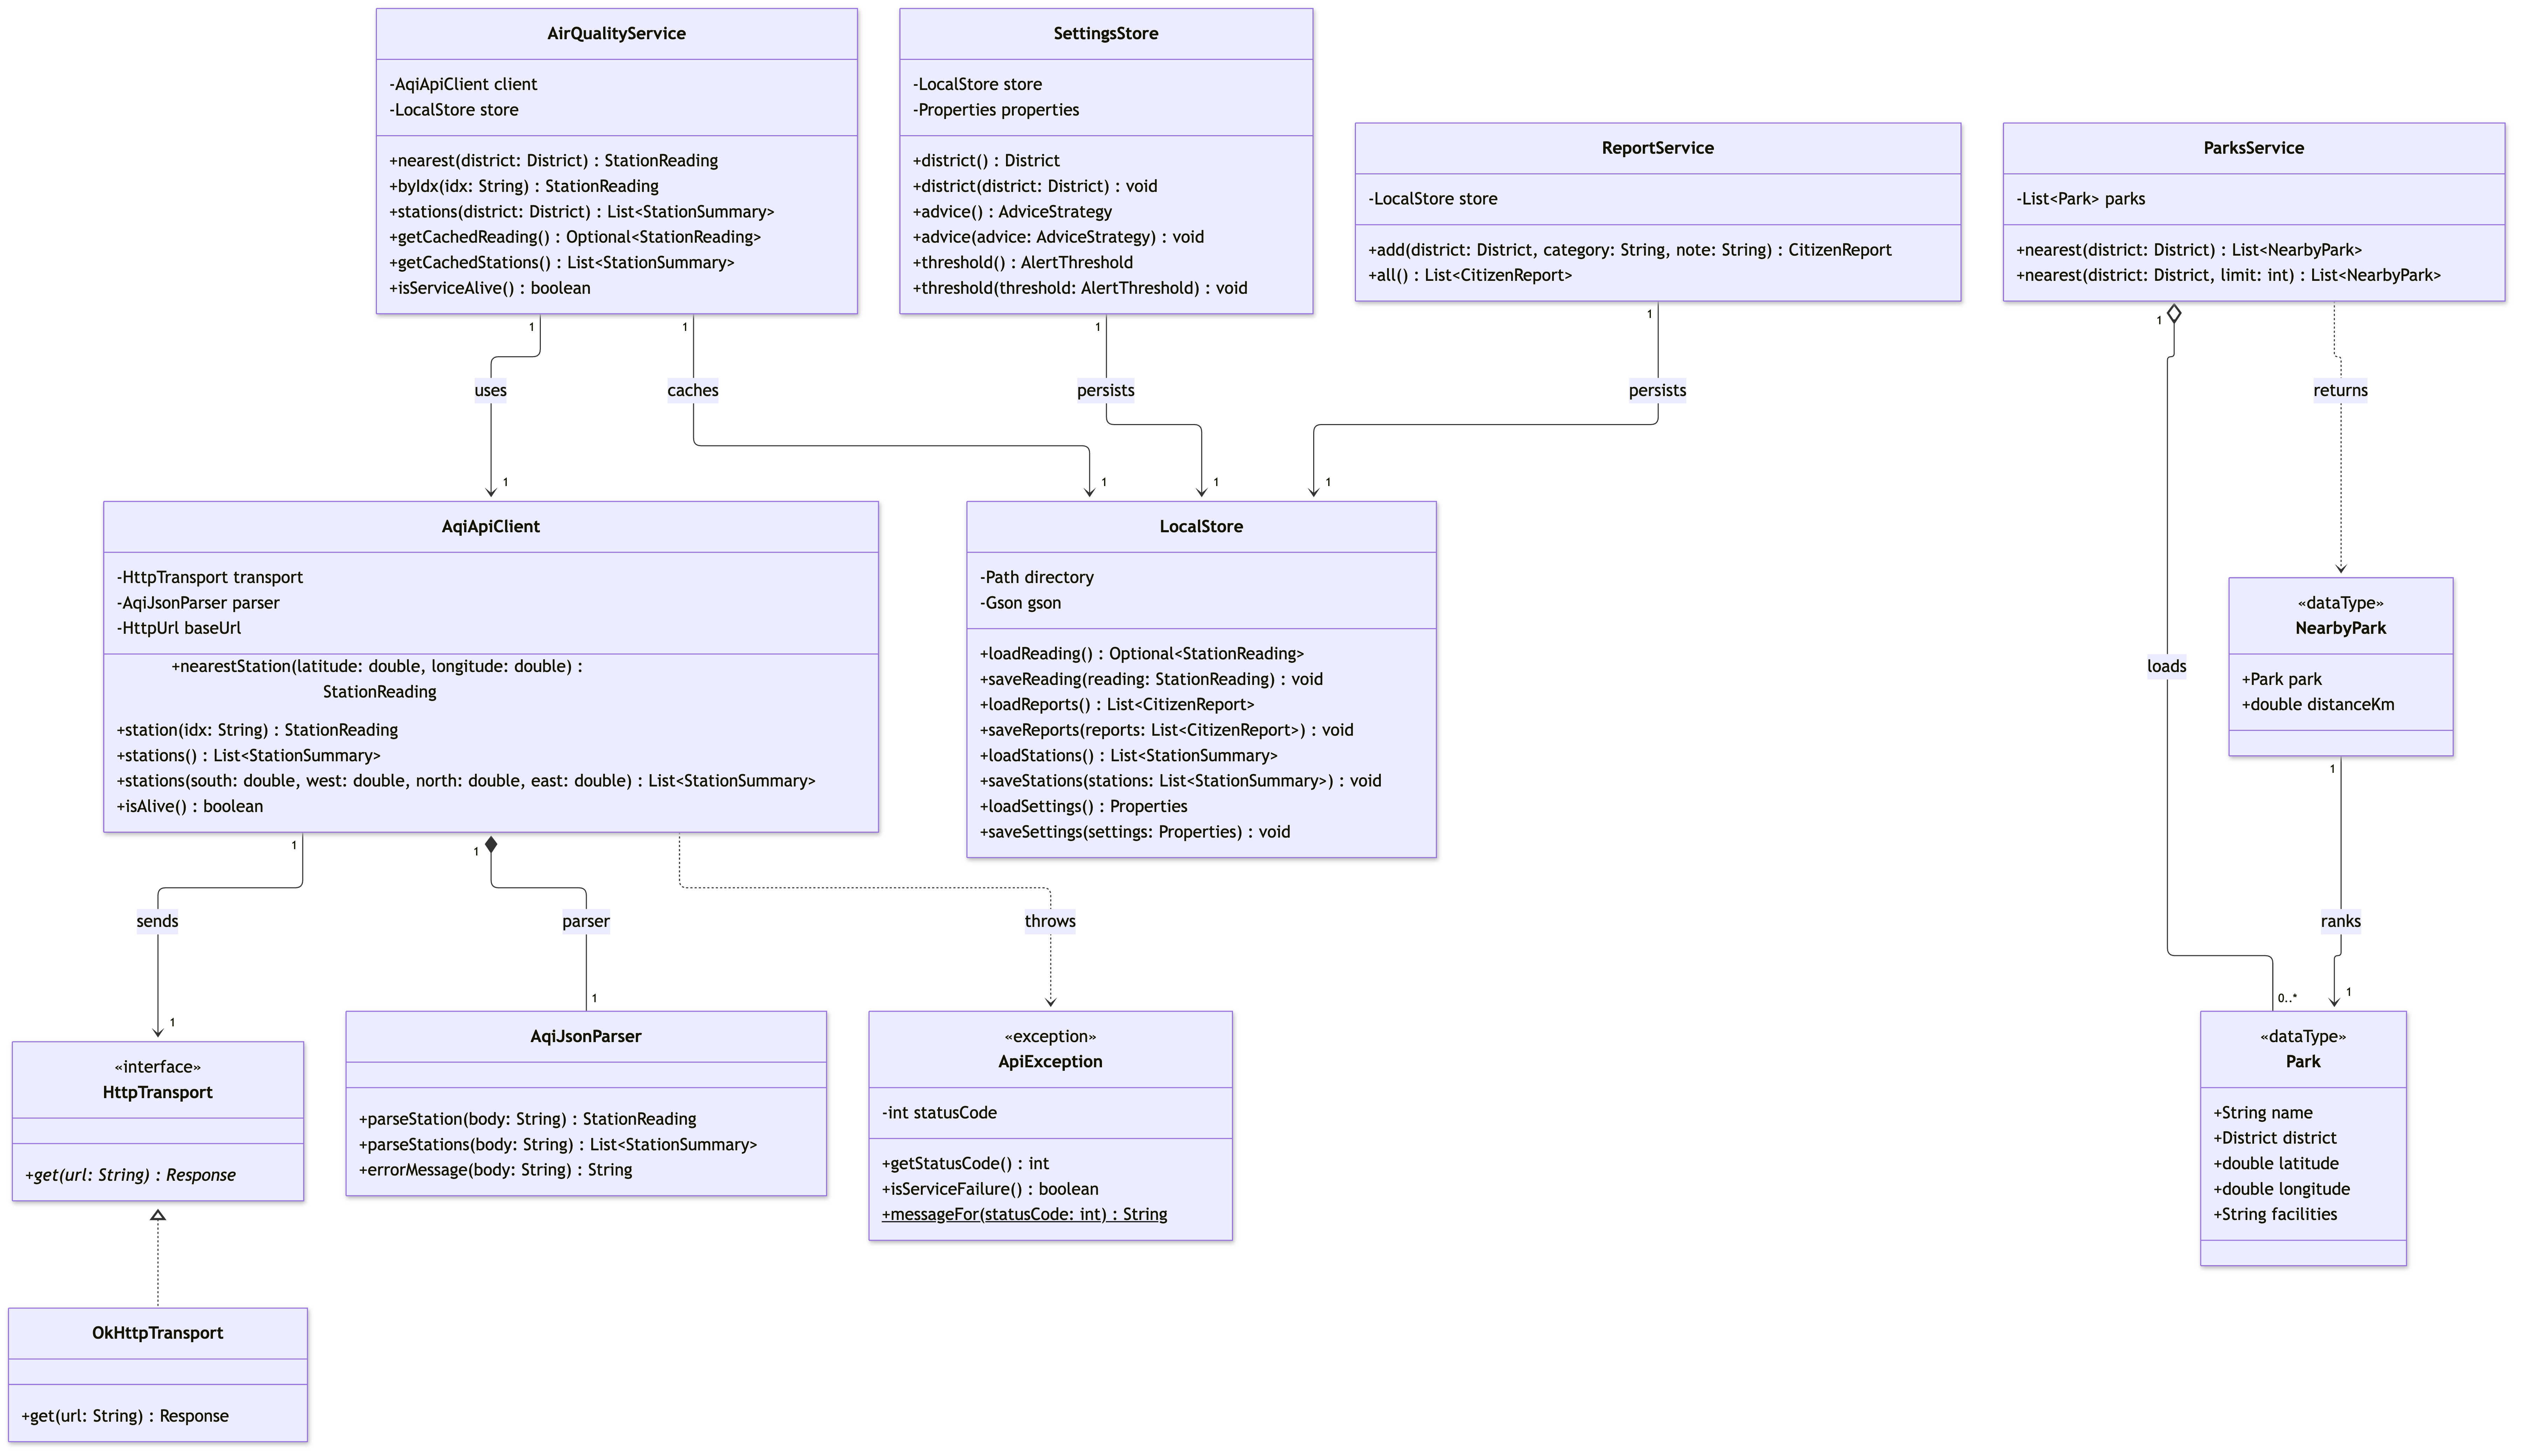 AirQualityService
-AqiApiClient client
-LocalStore store
+nearest(district: District) : StationReading
+byIdx(idx: String) : StationReading
+stations(district: District) : List<StationSummary>
+getCachedReading() : Optional<StationReading>
+getCachedStations() : List<StationSummary>
+isServiceAlive() : boolean
SettingsStore
-LocalStore store
-Properties properties
+district() : District
+district(district: District) : void
+advice() : AdviceStrategy
+advice(advice: AdviceStrategy) : void
+threshold() : AlertThreshold
+threshold(threshold: AlertThreshold) : void
ReportService
-LocalStore store
+add(district: District, category: String, note: String) : CitizenReport
+all() : List<CitizenReport>
ParksService
-List<Park> parks
+nearest(district: District) : List<NearbyPark>
+nearest(district: District, limit: int) : List<NearbyPark>
1
1
1
1
1
uses
caches
persists
persists
returns
1
1
1
1
AqiApiClient
-HttpTransport transport
-AqiJsonParser parser
-HttpUrl baseUrl
+nearestStation(latitude: double, longitude: double) :
StationReading
+station(idx: String) : StationReading
+stations() : List<StationSummary>
+stations(south: double, west: double, north: double, east: double) : List<StationSummary>
+isAlive() : boolean
LocalStore
-Path directory
-Gson gson
+loadReading() : Optional<StationReading>
+saveReading(reading: StationReading) : void
+loadReports() : List<CitizenReport>
+saveReports(reports: List<CitizenReport>) : void
+loadStations() : List<StationSummary>
+saveStations(stations: List<StationSummary>) : void
+loadSettings() : Properties
+saveSettings(settings: Properties) : void
loads
«dataType»
NearbyPark
+Park park
+double distanceKm
1
1
1
sends
parser
throws
ranks
1
1
0..*
1
«interface»
HttpTransport
+get(url: String) : Response
AqiJsonParser
+parseStation(body: String) : StationReading
+parseStations(body: String) : List<StationSummary>
+errorMessage(body: String) : String
«exception»
ApiException
-int statusCode
+getStatusCode() : int
+isServiceFailure() : boolean
+messageFor(statusCode: int) : String
«dataType»
Park
+String name
+District district
+double latitude
+double longitude
+String facilities
OkHttpTransport
+get(url: String) : Response